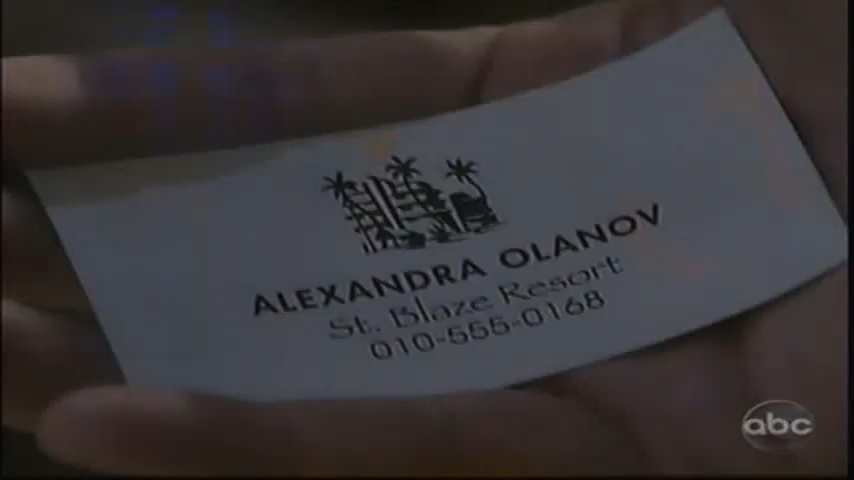 ALEXANDRA OLANOV
St. Blaze Resort
010-555-0168
abc